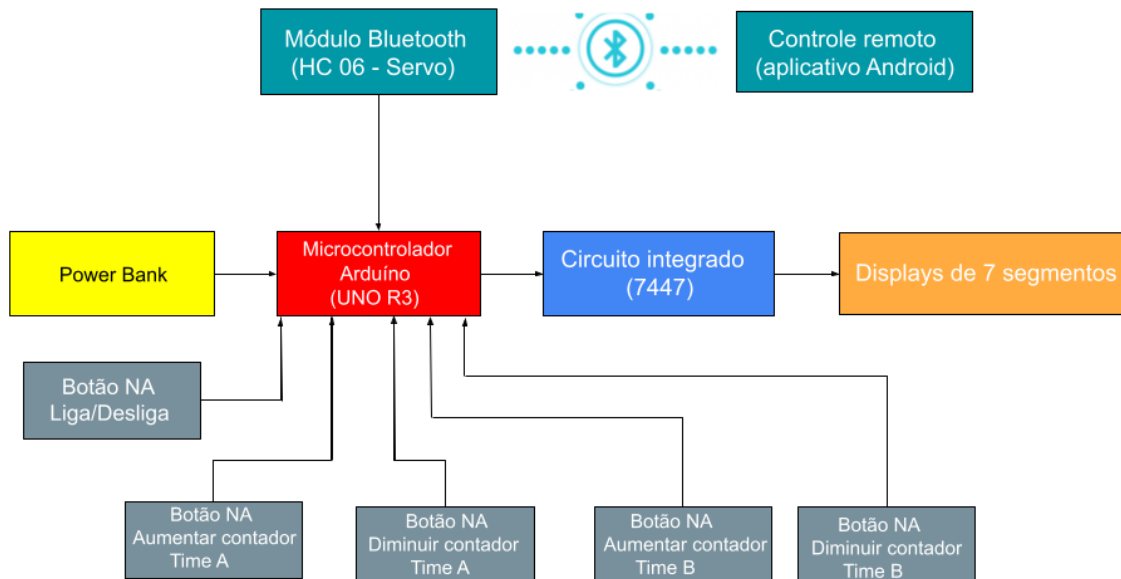 Módulo Bluetooth
(HC 06 - Servo)
Controle remoto
(aplicativo Android)
Power Bank
Microcontrolador
Arduíno
(UNO R3)
Circuito integrado
(7447)
Displays de 7 segmentos
Botão NA
Liga/Desliga
Botão NA
Aumentar contador
Time A
Botão NA
Diminuir contador
Time A
Botão NA
Aumentar contador
Time B
Botão NA
Diminuir contador
Time B